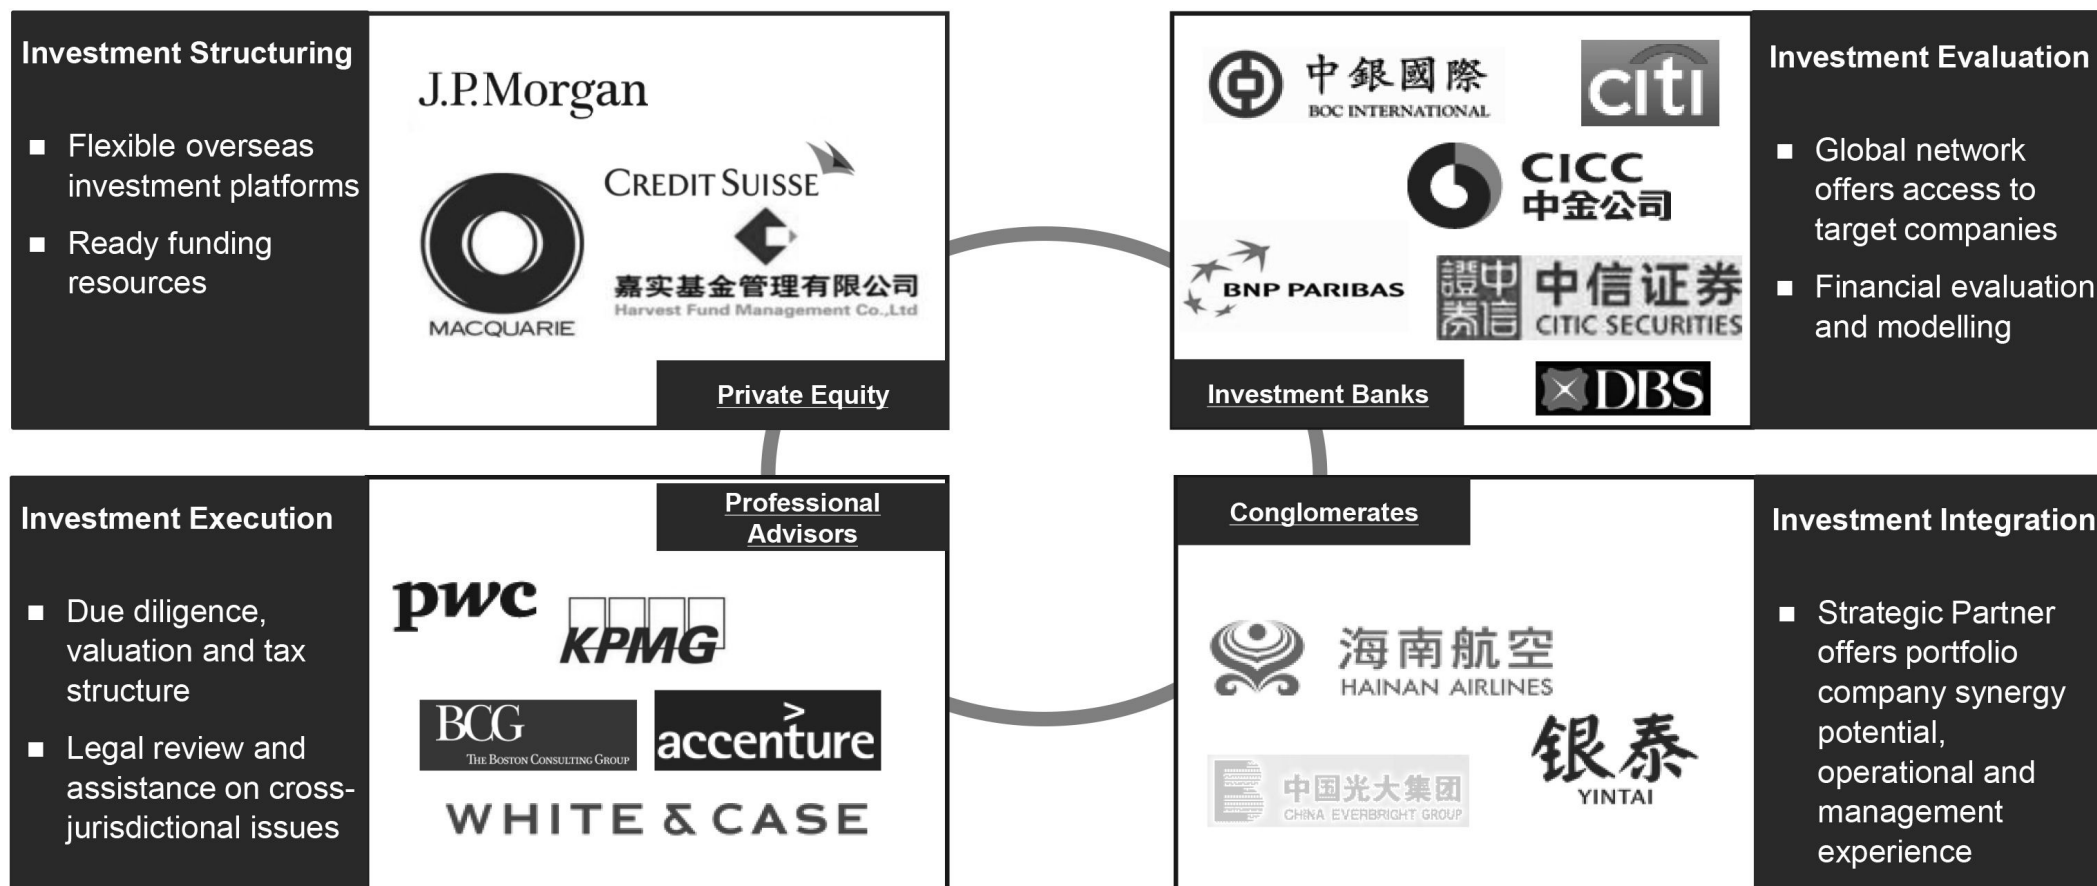 Investment Structuring
■ Flexible overseas
investment platforms
■ Ready funding
resources
J.P.Morgan
CREDIT SUISSE
MACQUARIE
嘉实基金管理有限公司
Harvest Fund Management Co.,Ltd
Private Equity
中銀國際
BOC INTERNATIONAL
citi
CICC
中金公司
BNP PARIBAS
證中
券信
中信证券
CITIC SECURITIES
DBS
Investment Banks
Investment Evaluation
■ Global network
offers access to
target companies
■ Financial evaluation
and modelling
Investment Execution
■ Due diligence,
valuation and tax
structure
■ Legal review and
assistance on cross-
jurisdictional issues
Professional
Advisors
pwc
KPMG
BCG
THE BOSTON CONSULTING GROUP
>
accenture
WHITE & CASE
Conglomerates
海南航空
HAINAN AIRLINES
银泰
YINTAI
中国光大集团
CHINA EVERBRIGHT GROUP
Investment Integration
■ Strategic Partner
offers portfolio
company synergy
potential,
operational and
management
experience